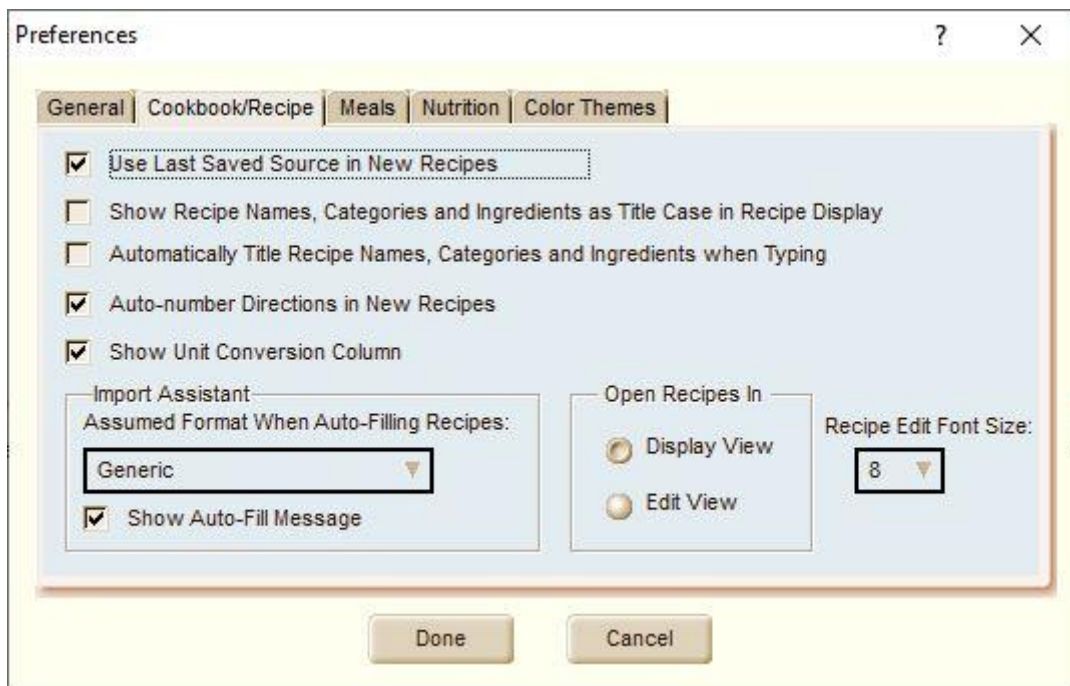 Preferences ?
General Cookbook/Recipe Meals Nutrition Color Themes
Use Last Saved Source in New Recipes
Show Recipe Names, Categories and Ingredients as Title Case in Recipe Display
Automatically Title Recipe Names, Categories and Ingredients when Typing
Auto-number Directions in New Recipes
Show Unit Conversion Column
Import Assistant
Assumed Format When Auto-Filling Recipes:
Generic
Show Auto-Fill Message
Open Recipes In
Display View
Edit View
Recipe Edit Font Size:
8
Done Cancel